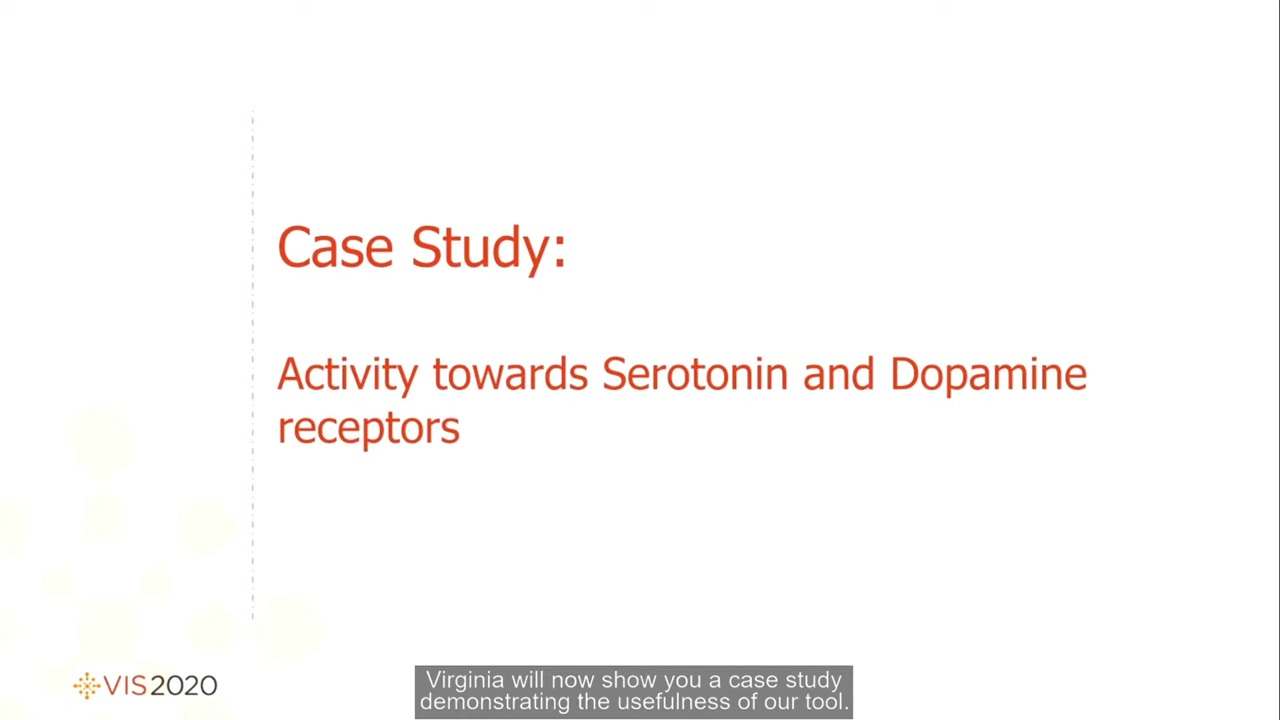 Case Study:
Activity towards Serotonin and Dopamine
receptors
VIS2020
Virginia will now show you a case study
demonstrating the usefulness of our tool.